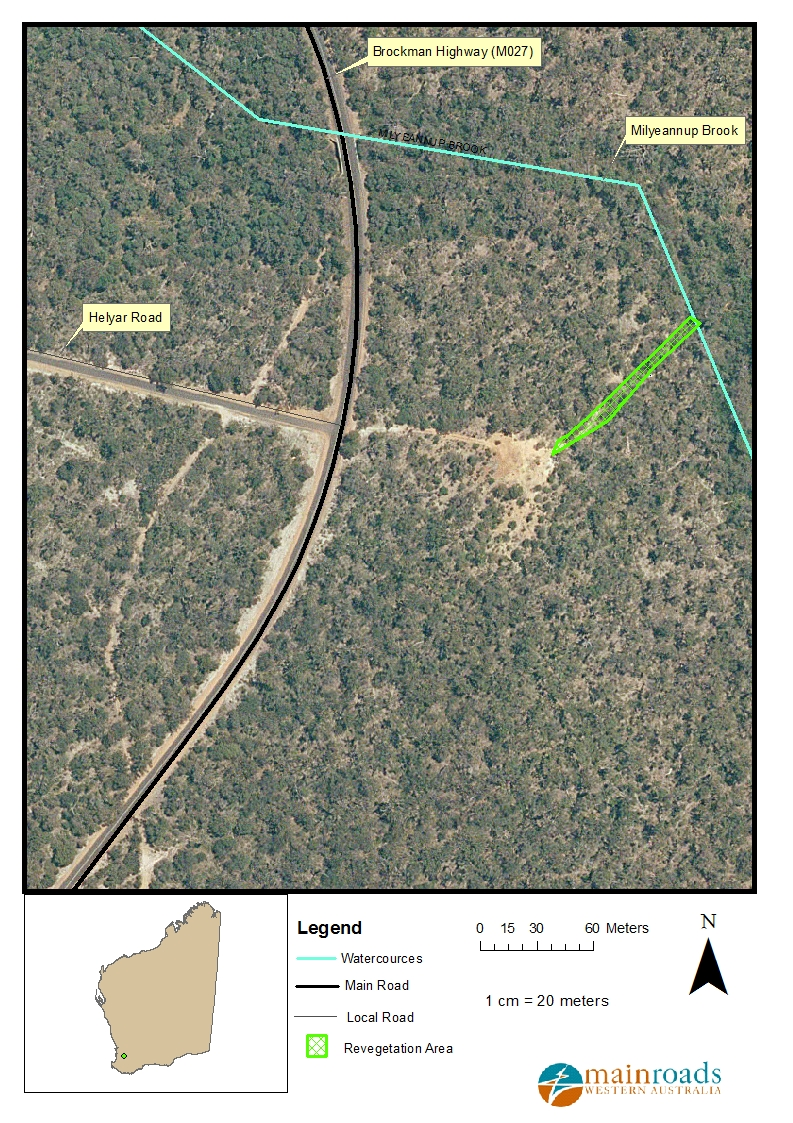 Brockman Highway (M027)
MILYEANNUP BROOK
Milyeannup Brook
Helyar Road
Legend
Watercources
Main Road
Local Road
Revegetation Area
0 15 30 60 Meters
1 cm = 20 meters
N
mainroads
WESTERN AUSTRALIA